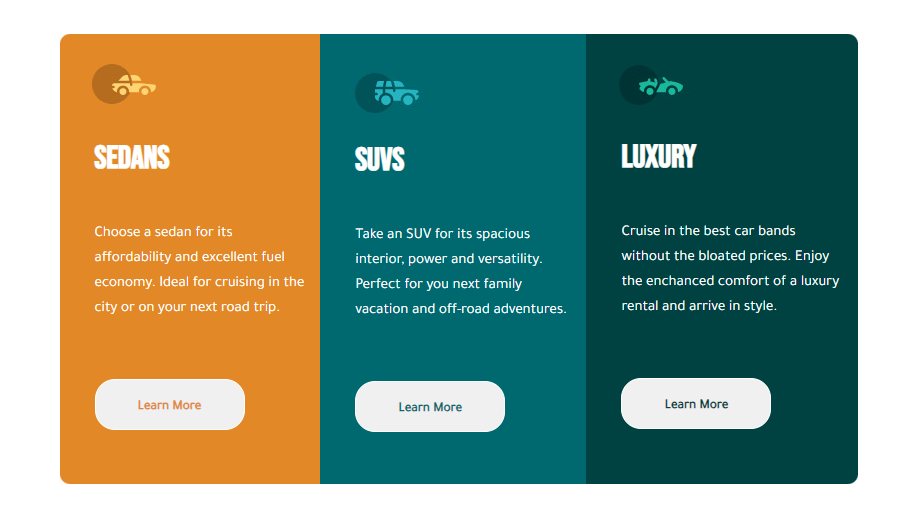 SEDANS
Choose a sedan for its
affordability and excellent fuel
economy. Ideal for cruising in the
city or on your next road trip.
Learn More
SUVS
Take an SUV for its spacious
interior, power and versatility.
Perfect for you next family
vacation and off-road adventures.
Learn More
LUXURY
Cruise in the best car bands
without the bloated prices. Enjoy
the enchanced comfort of a luxury
rental and arrive in style.
Learn More